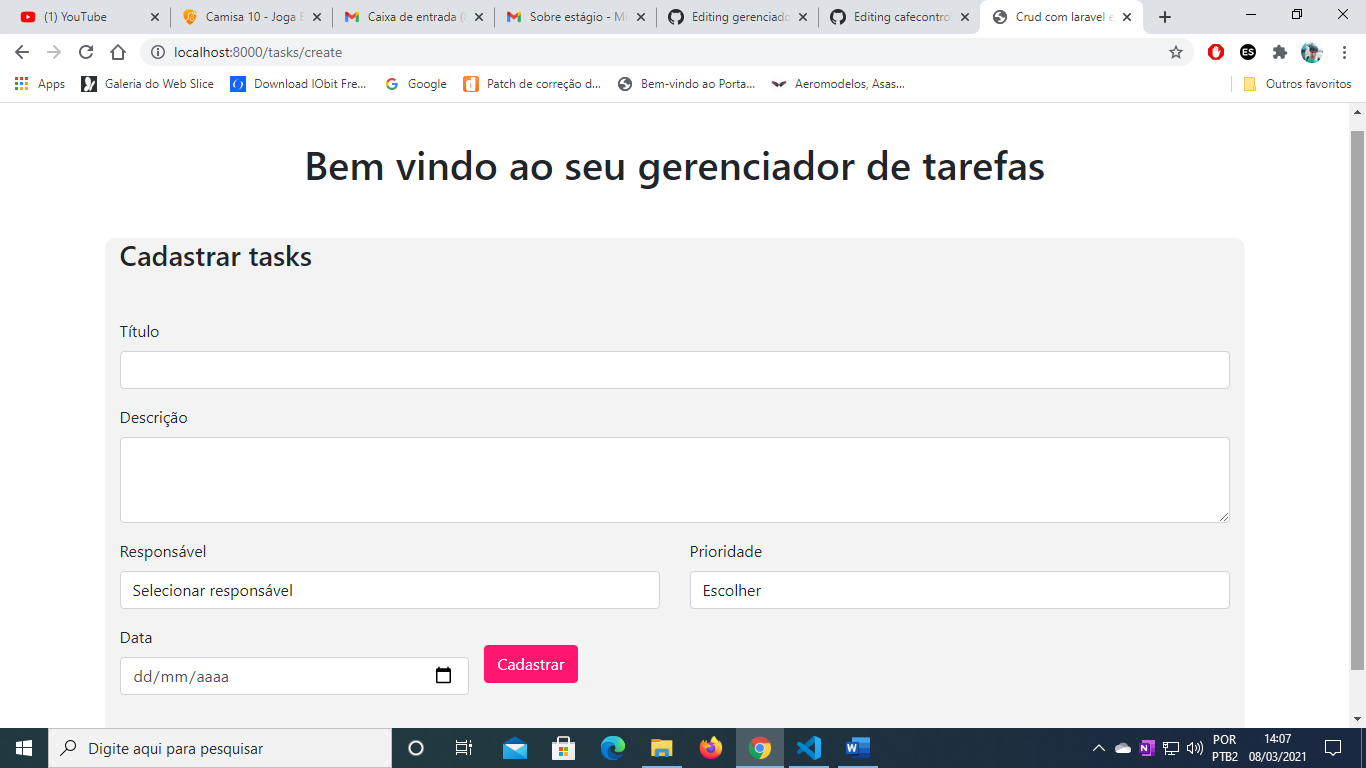 (1) YouTube
Camisa 10 - Joga
Caixa de entrada
Sobre estágio - Mi
Editing gerenciado
Editing cafecontro
Crud com laravel e
localhost:8000/tasks/create
Apps
Galeria do Web Slice
Download IObit Fre...
Google
Patch de correção d...
Bem-vindo ao Porta...
Aeromodelos, Asas...
Outros favoritos
Bem vindo ao seu gerenciador de tarefas
Cadastrar tasks
Título
Descrição
Responsável
Prioridade
Selecionar responsável
Escolher
Data
dd/mm/aaaa
Cadastrar
Digite aqui para pesquisar
POR
PTB2
14:07
08/03/2021